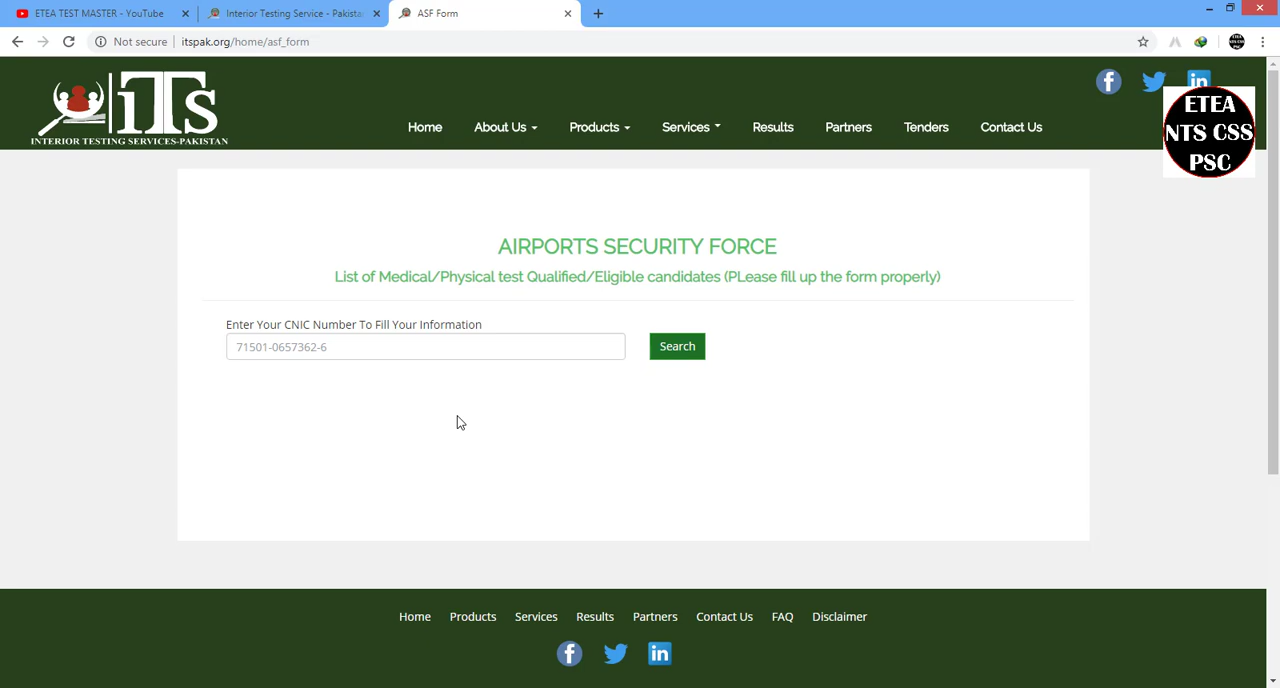 ETEA TEST MASTER - YouTube
Interior Testing Service - Pakista
ASF Form
Not secure
itspak.org/home/asf_form
iTs
INTERIOR TESTING SERVICES-PAKISTAN
Home
About Us
Products
Services
Results
Partners
Tenders
Contact Us
ETEA
NTS CSS
PSC
AIRPORTS SECURITY FORCE
List of Medical/Physical test Qualified/Eligible candidates (PLease fill up the form properly)
Enter Your CNIC Number To Fill Your Information
71501-0657362-6
Search
Home
Products
Services
Results
Partners
Contact Us
FAQ
Disclaimer